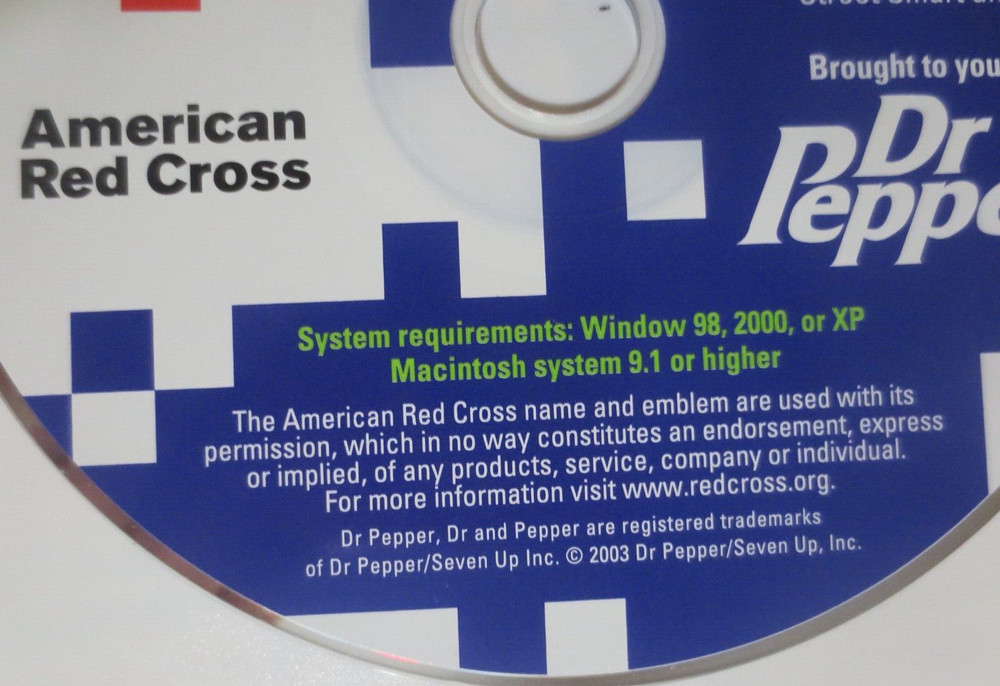 Brought to you
Dr
American
Red Cross
System requirements: Window 98, 2000, or XP
Macintosh system 9.1 or higher
The American Red Cross name and emblem are used with its
permission, which in no way constitutes an endorsement, express
or implied, of any products, service, company or individual.
For more information visit www.redcross.org.
Dr Pepper, Dr and Pepper are registered trademarks
of Dr Pepper/Seven Up Inc. © 2003 Dr Pepper/Seven Up, Inc.